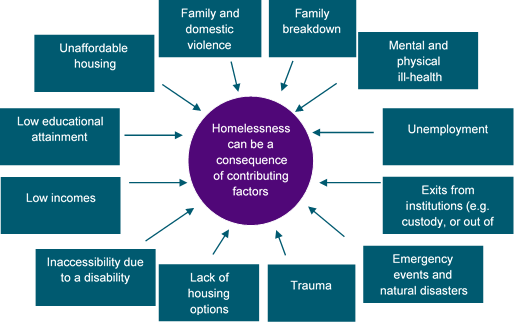 Family and
domestic
violence
Family
breakdown
Unaffordable
housing
Mental and
physical
ill-health
Low educational
attainment
Homelessness
can be a
consequence
of contributing
factors
Unemployment
Low incomes
Exits from
institutions (e.g.
custody, or out of
Inaccessibility due
to a disability
Lack of
housing
options
Trauma
Emergency
events and
natural disasters